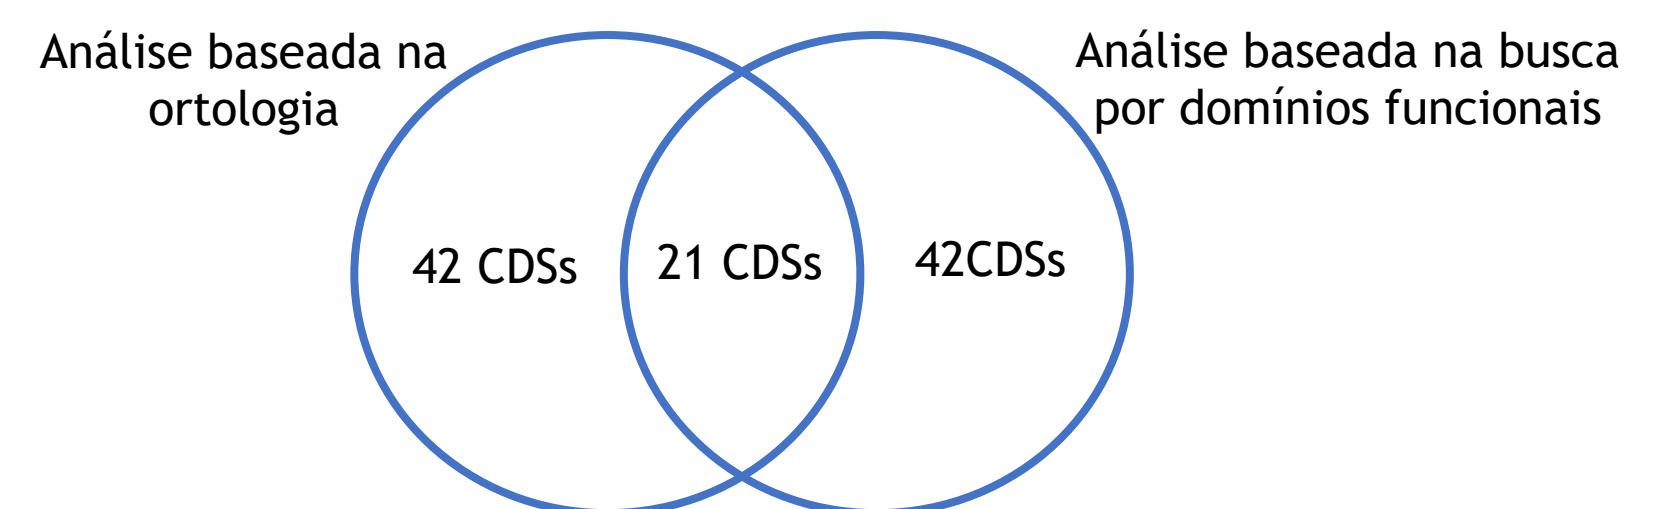 Análise baseada na
ortologia
Análise baseada na busca
por domínios funcionais
42 CDSs
21 CDSs
42CDSs